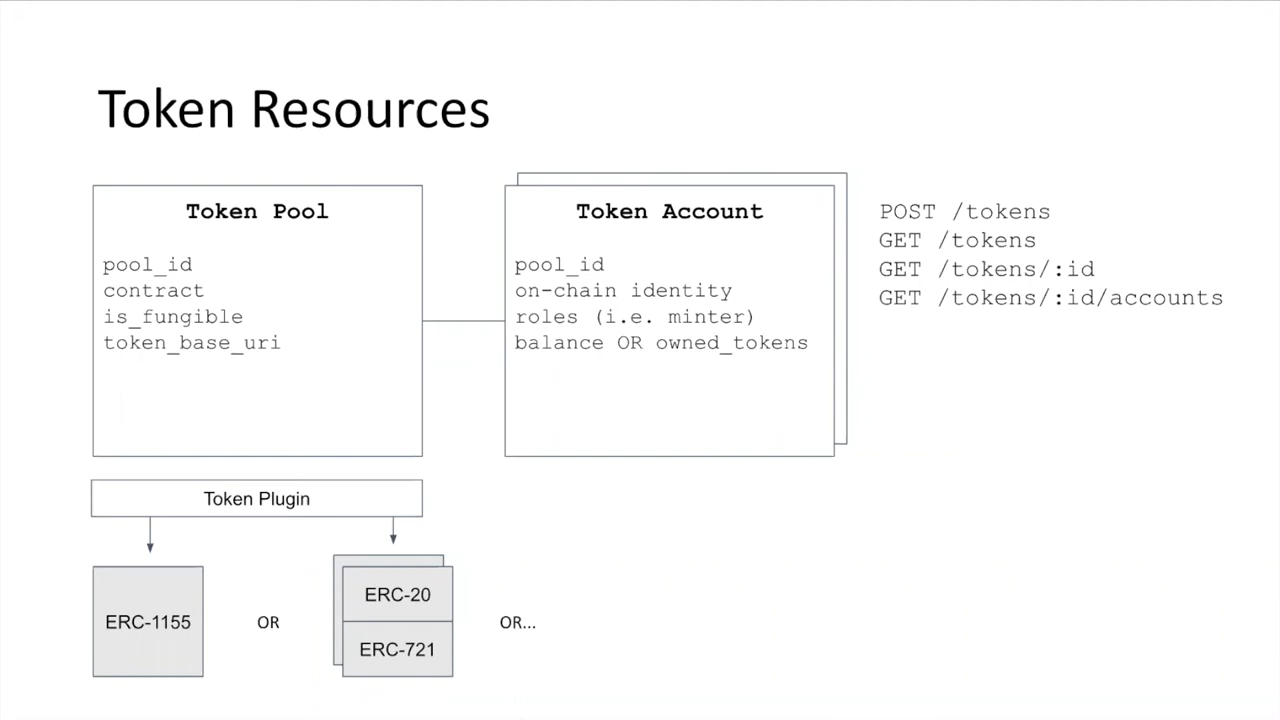 Token Resources
Token Pool
pool_id
contract
is_fungible
token_base_uri
Token Account
pool_id
on-chain identity
roles (i.e. minter)
balance OR owned_tokens
POST /tokens
GET /tokens
GET /tokens/:id
GET /tokens/:id/accounts
Token Plugin
ERC-1155
OR
ERC-20
ERC-721
OR...